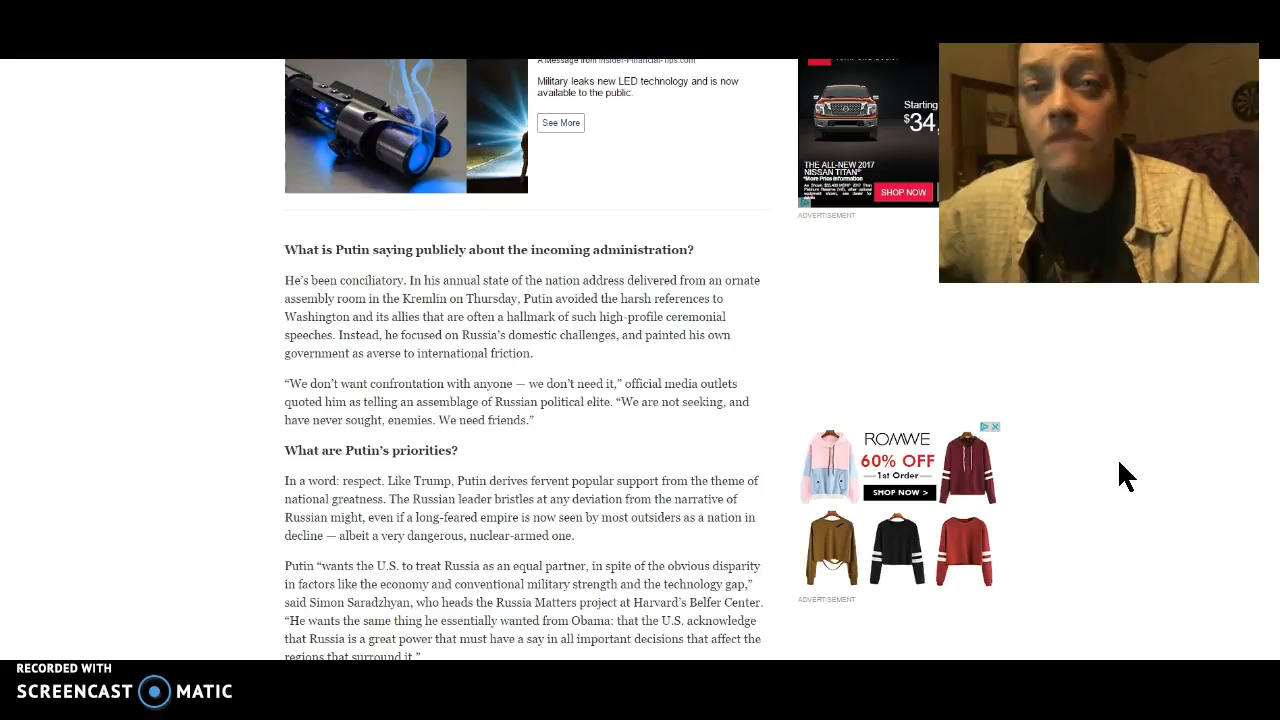 A Message from Insider-Financial-Tips.com
Military leaks new LED technology and is now
available to the public.
See More
Starting
$34,
THE ALL-NEW 2017
NISSAN TITAN®
*More Price Information
SHOP NOW
ADVERTISEMENT
What is Putin saying publicly about the incoming administration?
He’s been conciliatory. In his annual state of the nation address delivered from an ornate
assembly room in the Kremlin on Thursday, Putin avoided the harsh references to
Washington and its allies that are often a hallmark of such high-profile ceremonial
speeches. Instead, he focused on Russia’s domestic challenges, and painted his own
government as averse to international friction.
“We don’t want confrontation with anyone — we don’t need it,” official media outlets
quoted him as telling an assemblage of Russian political elite. “We are not seeking, and
have never sought, enemies. We need friends.”
What are Putin’s priorities?
In a word: respect. Like Trump, Putin derives fervent popular support from the theme of
national greatness. The Russian leader bristles at any deviation from the narrative of
Russian might, even if a long-feared empire is now seen by most outsiders as a nation in
decline — albeit a very dangerous, nuclear-armed one.
Putin “wants the U.S. to treat Russia as an equal partner, in spite of the obvious disparity
in factors like the economy and conventional military strength and the technology gap,”
said Simon Saradzhyan, who heads the Russia Matters project at Harvard’s Belfer Center.
“He wants the same thing he essentially wanted from Obama: that the U.S. acknowledge
that Russia is a great power that must have a say in all important decisions that affect the
regions that surround it.”
ROMWE
60% OFF
1st Order
SHOP NOW >
ADVERTISEMENT
RECORDED WITH
SCREENCAST MATIC